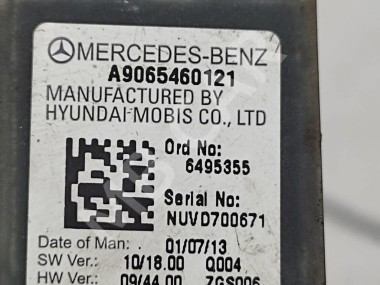 MERCEDES-BENZ
A9065460121
MANUFACTURED BY
HYUNDAI MOBIS CO., LTD
Ord No:
6495355
Serial No:
NUVD700671
Date of Man: 01/07/13
SW Ver.: 10/18.00 Q004
HW Ver.: 09/44.00 ZGS006